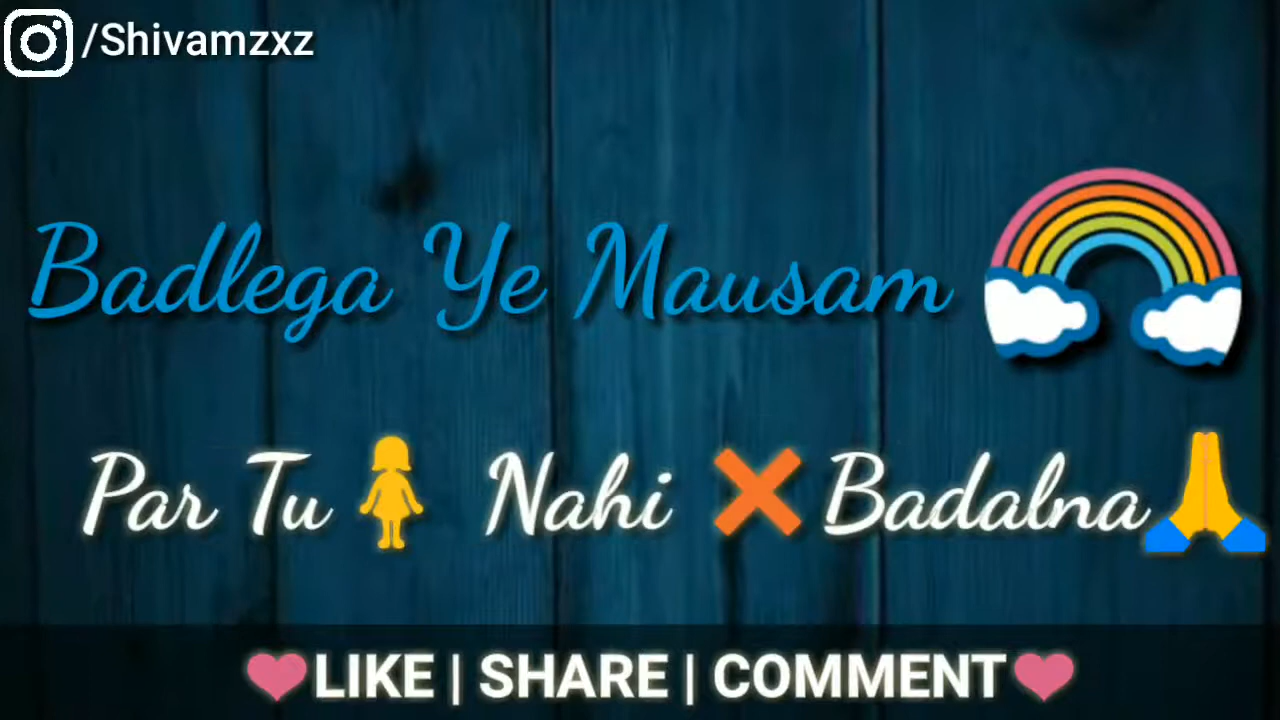 /Shivamzxz
Badlega Ye Mausam
Par Tu Nahi Badalna
LIKE | SHARE | COMMENT